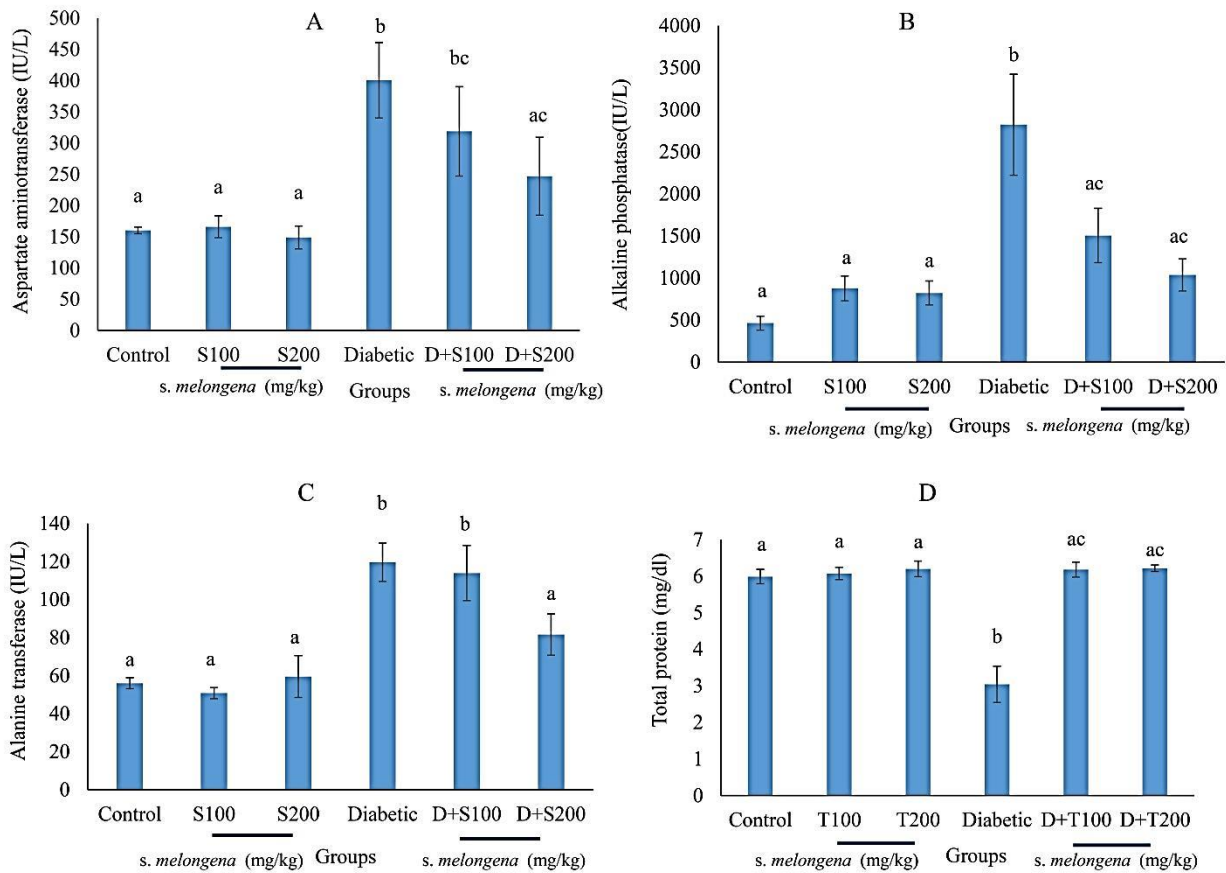 A
Aspartate aminotransferase (IU/L)
500
450
400
350
300
250
200
150
100
50
0
a
a
a
b
bc
ac
Control S100 S200 Diabetic D+S100 D+S200
s. melongena (mg/kg) Groups s. melongena (mg/kg)
B
Alkaline phosphatase(IU/L)
4000
3500
3000
2500
2000
1500
1000
500
0
a
a
a
b
ac
ac
Control S100 S200 Diabetic D+S100 D+S200
s. melongena (mg/kg) Groups s. melongena (mg/kg)
C
Alanine transferase (IU/L)
140
120
100
80
60
40
20
0
a
a
a
b
b
a
Control S100 S200 Diabetic D+S100 D+S200
s. melongena (mg/kg) Groups s. melongena (mg/kg)
D
Total protein (mg/dl)
7
6
5
4
3
2
1
0
a
a
a
b
ac
ac
Control T100 T200 Diabetic D+T100 D+T200
s. melongena (mg/kg) Groups s. melongena (mg/kg)